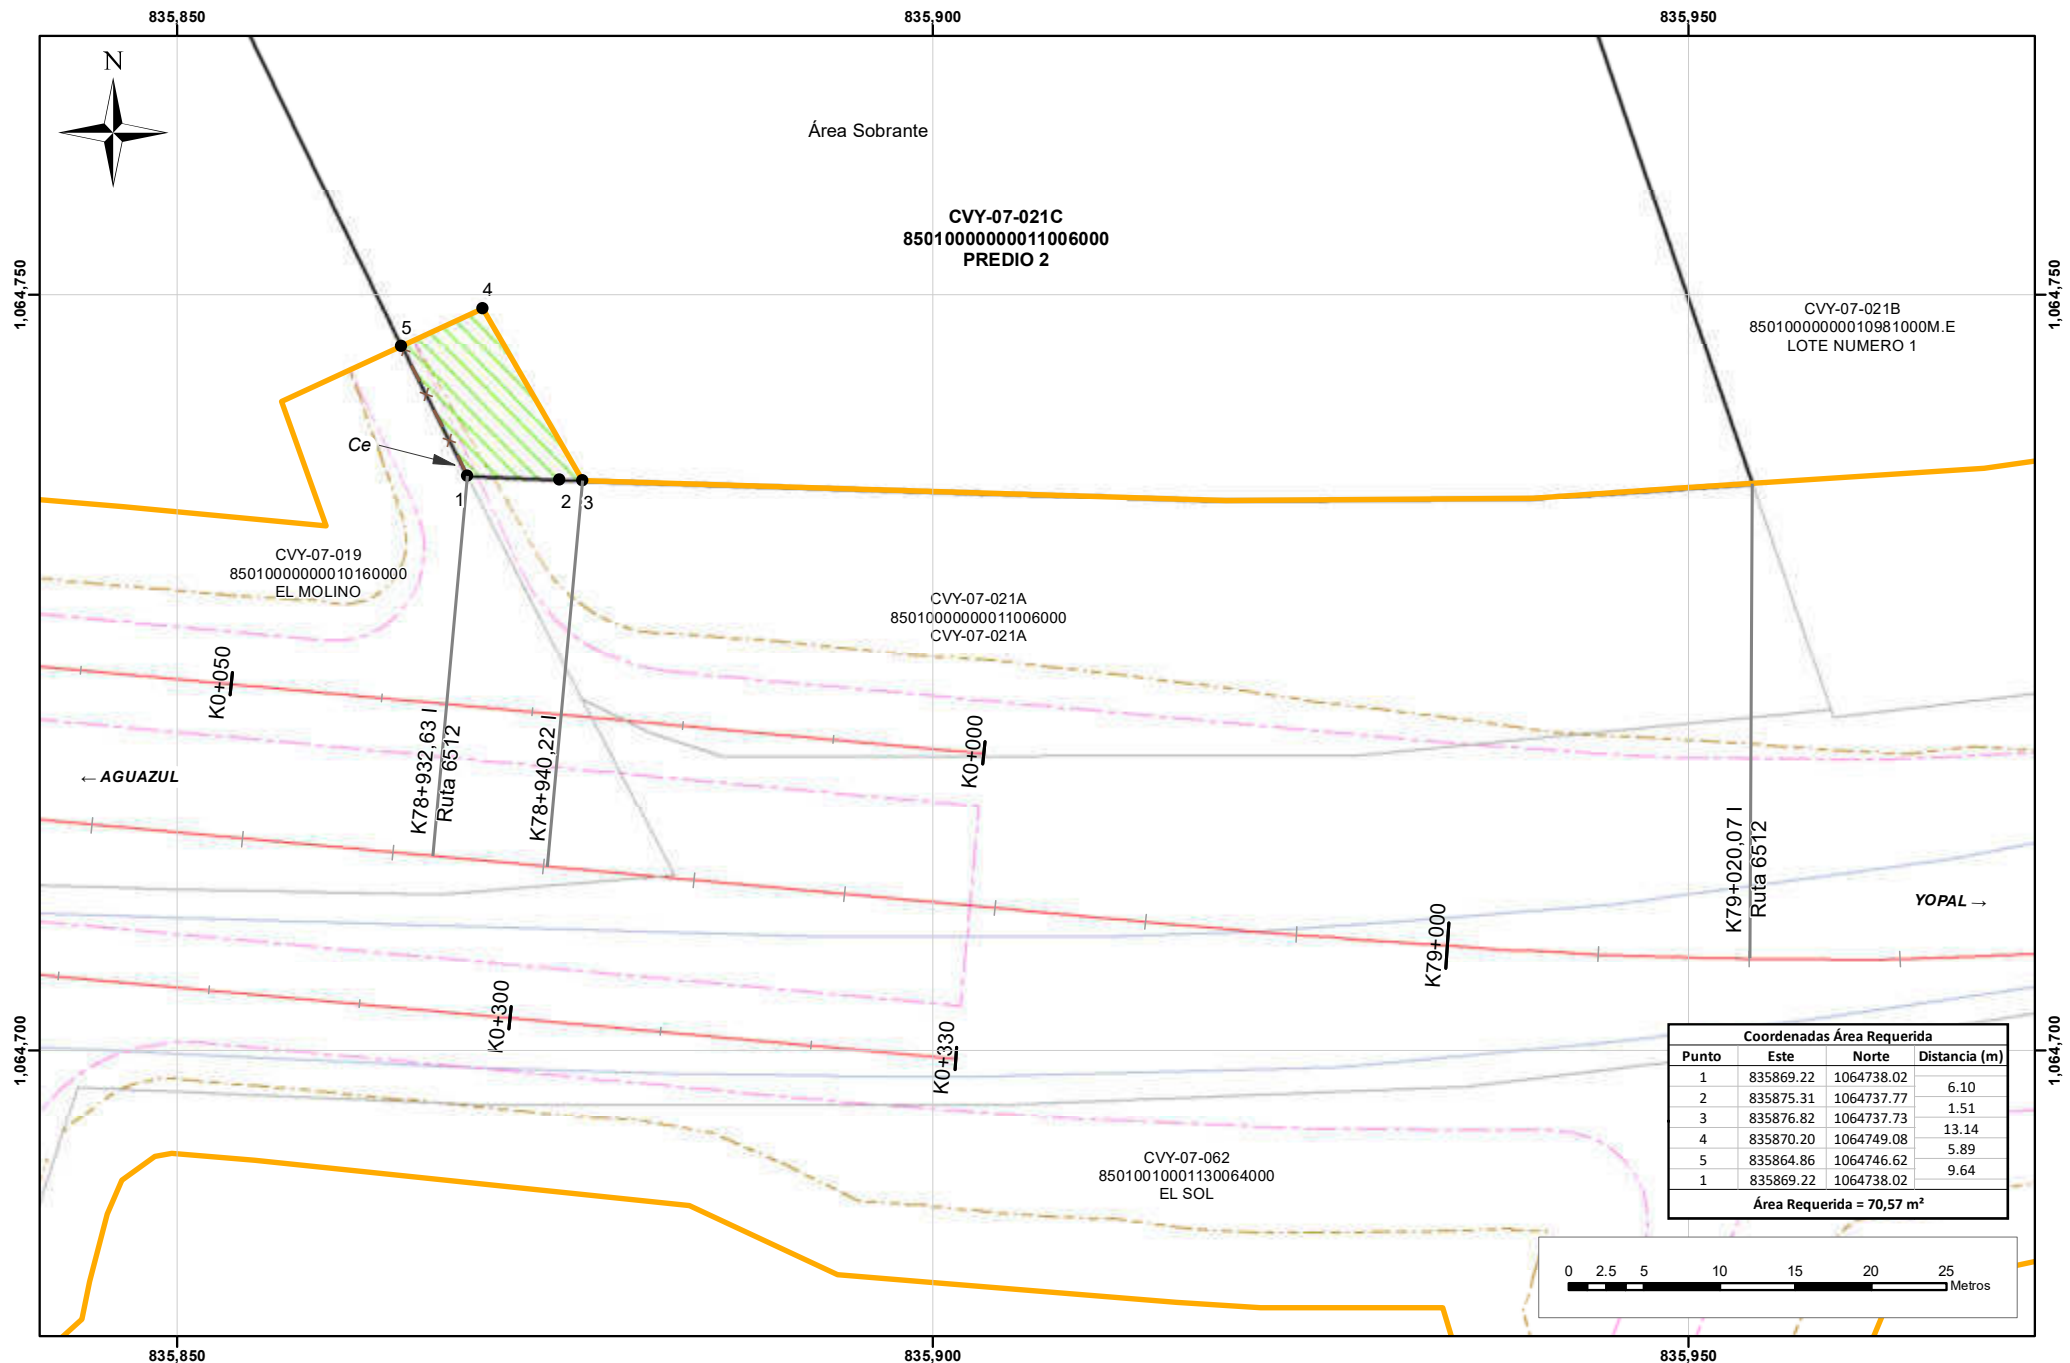 835,850
835,900
835,950
N
Área Sobrante
CVY-07-021C
85010000000011006000
PREDIO 2
1,064,750
1,064,750
4
5
CVY-07-021B
85010000000010981000M.E
LOTE NUMERO 1
Ce
1
2
3
CVY-07-019
85010000000010160000
EL MOLINO
CVY-07-021A
85010000000011006000
CVY-07-021A
K0+050
K78+932,63 I
Ruta 6512
K78+940,22 I
K0+000
← AGUAZUL
K79+020,07 I
Ruta 6512
YOPAL →
K79+000
K0+300
K0+330
1,064,700
1,064,700
Coordenadas Área Requerida
Punto Este Norte Distancia (m)
1 835869.22 1064738.02
6.10
2 835875.31 1064737.77
1.51
3 835876.82 1064737.73
13.14
4 835870.20 1064749.08
5.89
5 835864.86 1064746.62
9.64
1 835869.22 1064738.02
Área Requerida = 70,57 m²
CVY-07-062
85010010001130064000
EL SOL
0 2.5 5 10 15 20 25
Metros
835,850
835,900
835,950